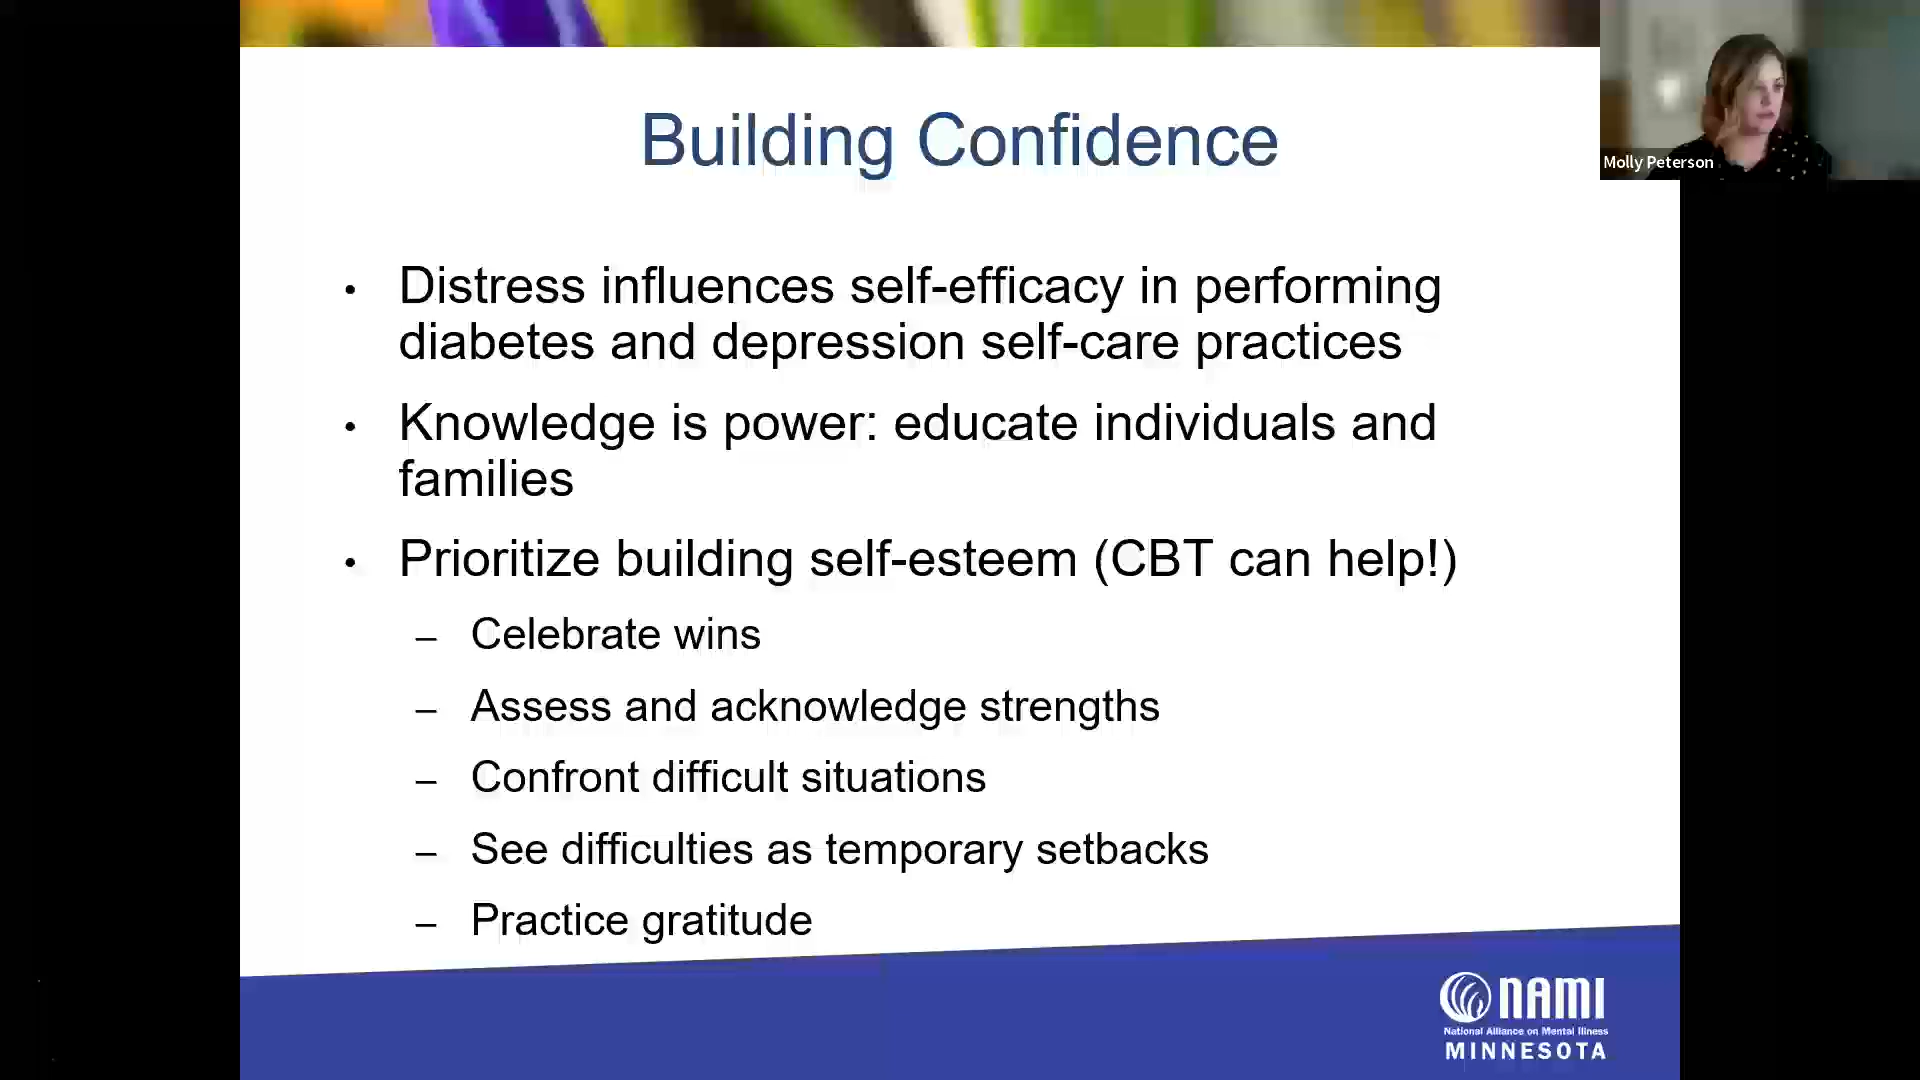 Building Confidence
Molly Peterson
• Distress influences self-efficacy in performing
diabetes and depression self-care practices
• Knowledge is power: educate individuals and
families
• Prioritize building self-esteem (CBT can help!)
– Celebrate wins
– Assess and acknowledge strengths
– Confront difficult situations
– See difficulties as temporary setbacks
– Practice gratitude
NAMI
National Alliance on Mental Illness
MINNESOTA